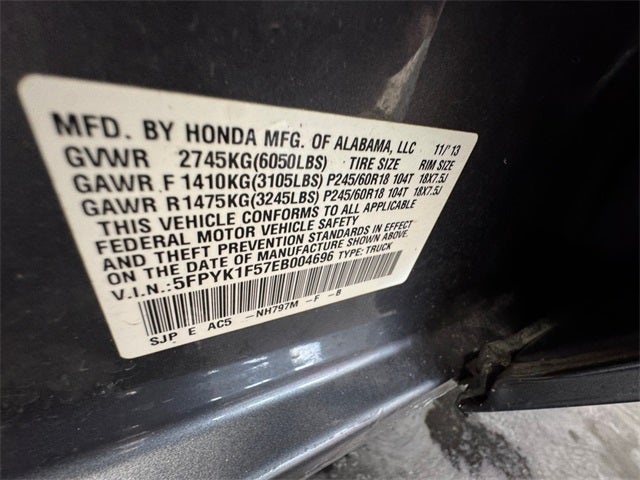 MFD. BY HONDA MFG. OF ALABAMA, LLC 11/'13
GVWR 2745KG(6050LBS) TIRE SIZE RIM SIZE
GAWR F 1410KG(3105LBS) P245/60R18 104T 18X7.5J
GAWR R1475KG(3245LBS) P245/60R18 104T 18X7.5J
THIS VEHICLE CONFORMS TO ALL APPLICABLE
FEDERAL MOTOR VEHICLE SAFETY
AND THEFT PREVENTION STANDARDS IN EFFECT
ON THE DATE OF MANUFACTURE SHOWN ABOVE.
V.I.N.:5FPYK1F57EB004696 TYPE: TRUCK
SJP E AC5 -NH797M -F -B